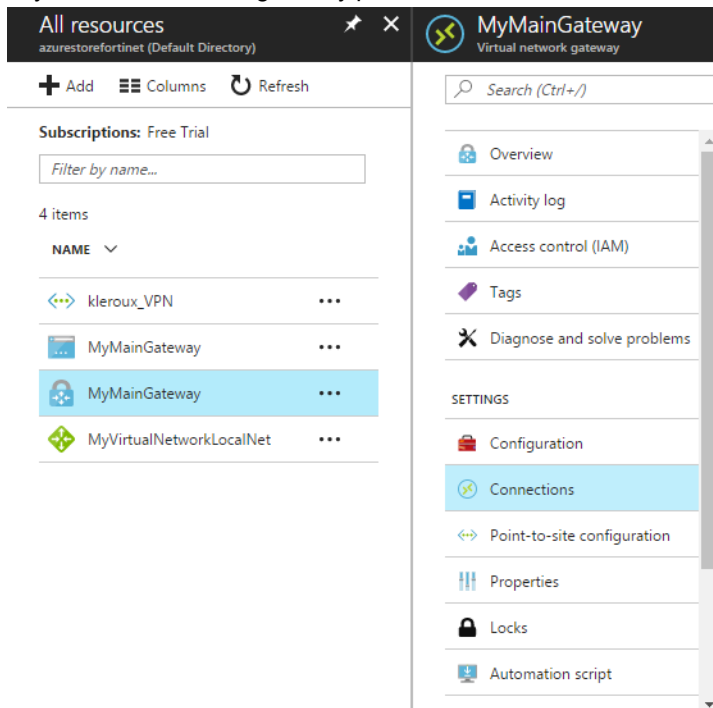 All resources
azurestorefortinet (Default Directory)
Add Columns Refresh
Subscriptions: Free Trial
Filter by name...
4 items
NAME
kleroux_VPN
MyMainGateway
MyMainGateway
MyVirtualNetworkLocalNet
MyMainGateway
Virtual network gateway
Search (Ctrl+/)
Overview
Activity log
Access control (IAM)
Tags
Diagnose and solve problems
SETTINGS
Configuration
Connections
Point-to-site configuration
Properties
Locks
Automation script